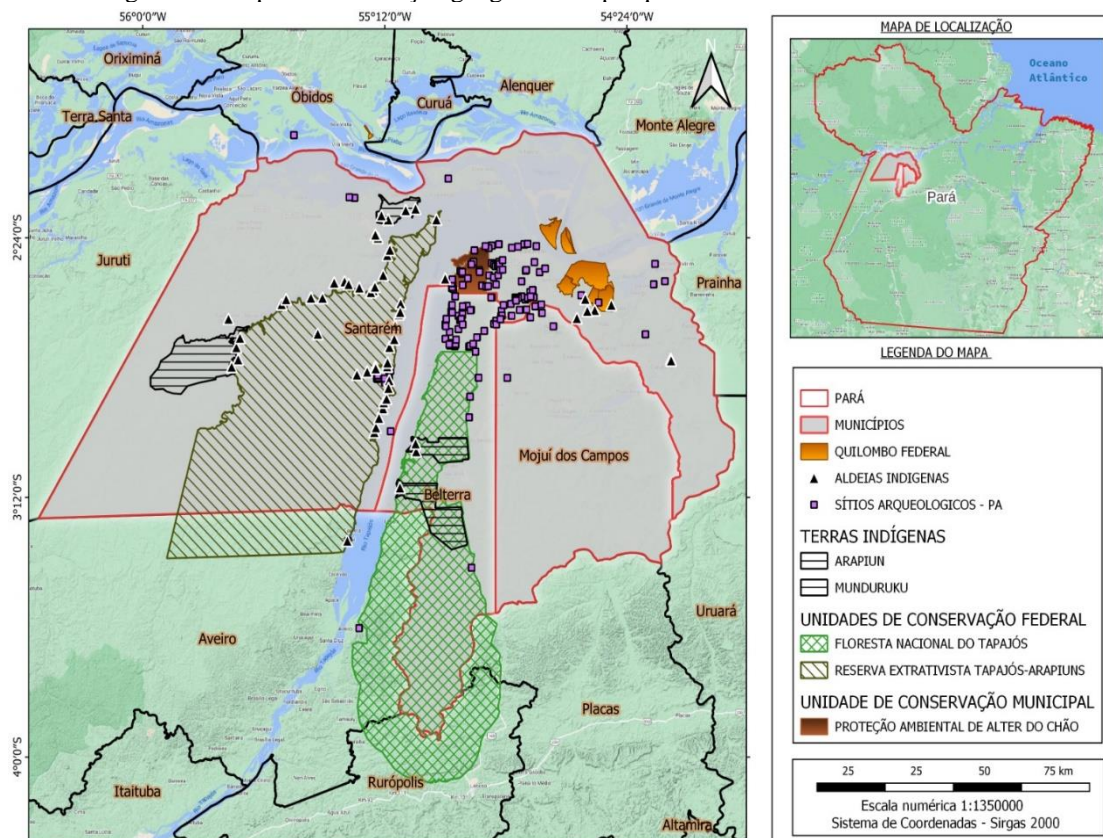 56°0'0"W
55°12'0"W
54°24'0"W
Oriximiná
Óbidos
Curuá
Alenquer
Terra Santa
Monte Alegre
2°24'0"S
Juruti
Prainha
Santarém
Mojuí dos Campos
3°12'0"S
Belterra
Aveiro
Uruará
Placas
4°0'0"S
Rurópolis
Itaituba
Altamira
N
MAPA DE LOCALIZAÇÃO
Oceano
Atlântico
Pará
LEGENDA DO MAPA
PARÁ
MUNICÍPIOS
QUILOMBO FEDERAL
ALDEIAS INDIGENAS
SÍTIOS ARQUEOLOGICOS - PA
TERRAS INDÍGENAS
ARAPIUN
MUNDURUKU
UNIDADES DE CONSERVAÇÃO FEDERAL
FLORESTA NACIONAL DO TAPAJÓS
RESERVA EXTRATIVISTA TAPAJÓS-ARAPIUNS
UNIDADE DE CONSERVAÇÃO MUNICIPAL
PROTEÇÃO AMBIENTAL DE ALTER DO CHÃO
25 25 50 75 km
Escala numérica 1:1350000
Sistema de Coordenadas - Sirgas 2000